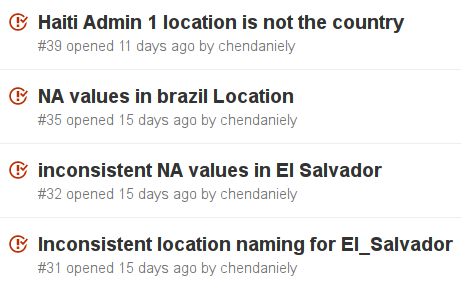 Haiti Admin 1 location is not the country
#39 opened 11 days ago by chendaniely
NA values in brazil Location
#35 opened 15 days ago by chendaniely
inconsistent NA values in El Salvador
#32 opened 15 days ago by chendaniely
Inconsistent location naming for El_Salvador
#31 opened 15 days ago by chendaniely